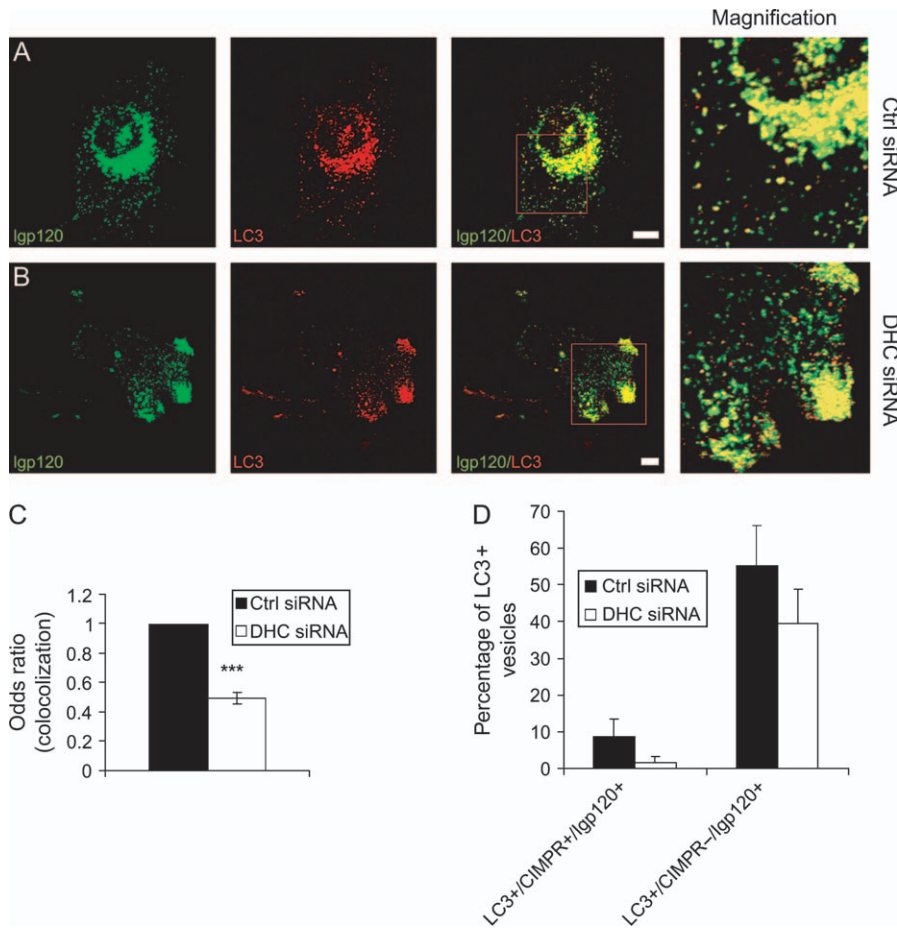 Magnification
A
lgp120
LC3
lgp120/LC3
Ctrl siRNA
B
lgp120
LC3
lgp120/LC3
DHC siRNA
C
Odds ratio
(colocolization)
1.2
1
0.8
0.6
0.4
0.2
0
Ctrl siRNA
DHC siRNA
***
D
Percentage of LC3+
vesicles
70
60
50
40
30
20
10
0
Ctrl siRNA
DHC siRNA
LC3+/CIMPR+/lgp120+
LC3+/CIMPR–/lgp120+